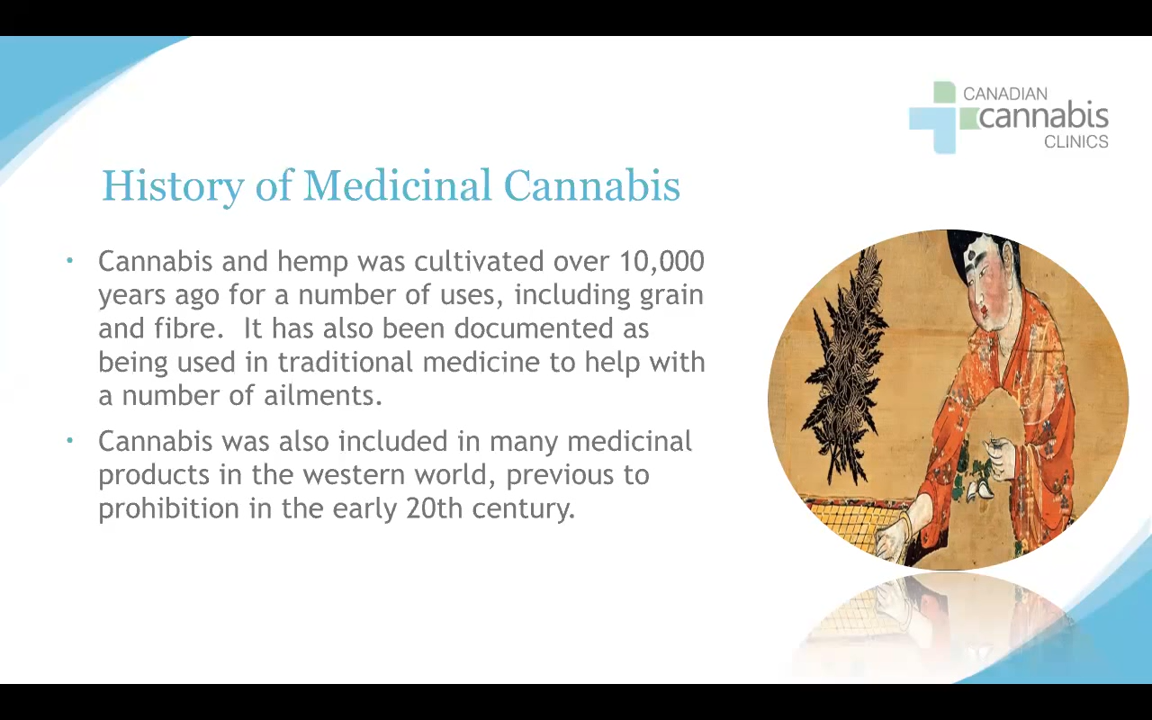 CANADIAN
cannabis
CLINICS
History of Medicinal Cannabis
• Cannabis and hemp was cultivated over 10,000
years ago for a number of uses, including grain
and fibre.  It has also been documented as
being used in traditional medicine to help with
a number of ailments.
• Cannabis was also included in many medicinal
products in the western world, previous to
prohibition in the early 20th century.